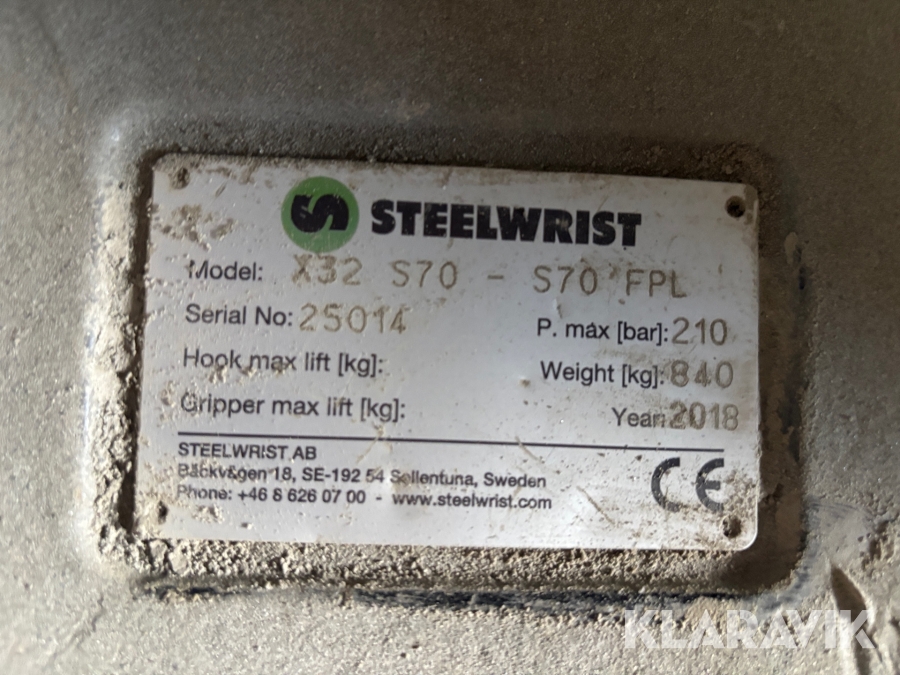 STEELWRIST
Model: X32 S70 - S70 FPL
Serial No: 25014
P. max [bar]: 210
Hook max lift [kg]:
Weight [kg]: 840
Gripper max lift [kg]:
Year: 2018
STEELWRIST AB
Bäckvägen 18, SE-192 54 Sollentuna, Sweden
Phone: +46 8 626 07 00 - www.steelwrist.com
CE
KLARAVIK